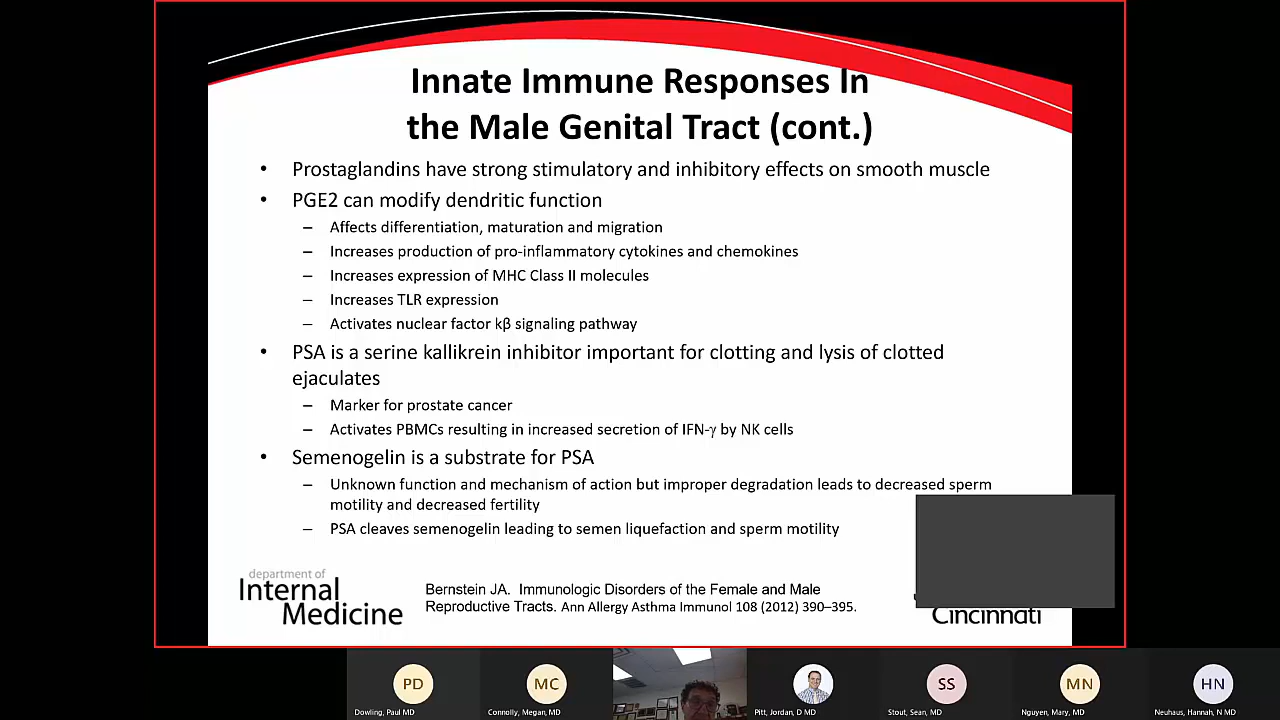 Innate Immune Responses In
the Male Genital Tract (cont.)
• Prostaglandins have strong stimulatory and inhibitory effects on smooth muscle
• PGE2 can modify dendritic function
– Affects differentiation, maturation and migration
– Increases production of pro-inflammatory cytokines and chemokines
– Increases expression of MHC Class II molecules
– Increases TLR expression
– Activates nuclear factor kβ signaling pathway
• PSA is a serine kallikrein inhibitor important for clotting and lysis of clotted
ejaculates
– Marker for prostate cancer
– Activates PBMCs resulting in increased secretion of IFN-γ by NK cells
• Semenogelin is a substrate for PSA
– Unknown function and mechanism of action but improper degradation leads to decreased sperm
motility and decreased fertility
– PSA cleaves semenogelin leading to semen liquefaction and sperm motility
department of
Internal
Medicine
Bernstein JA. Immunologic Disorders of the Female and Male
Reproductive Tracts. Ann Allergy Asthma Immunol 108 (2012) 390–395.
Cincinnati
PD
MC
SS
MN
HN
Dowling, Paul MD
Connolly, Megan, MD
Pitt, Jordan, D MD
Stout, Sean, MD
Nguyen, Mary, MD
Neuhaus, Hannah, N MD